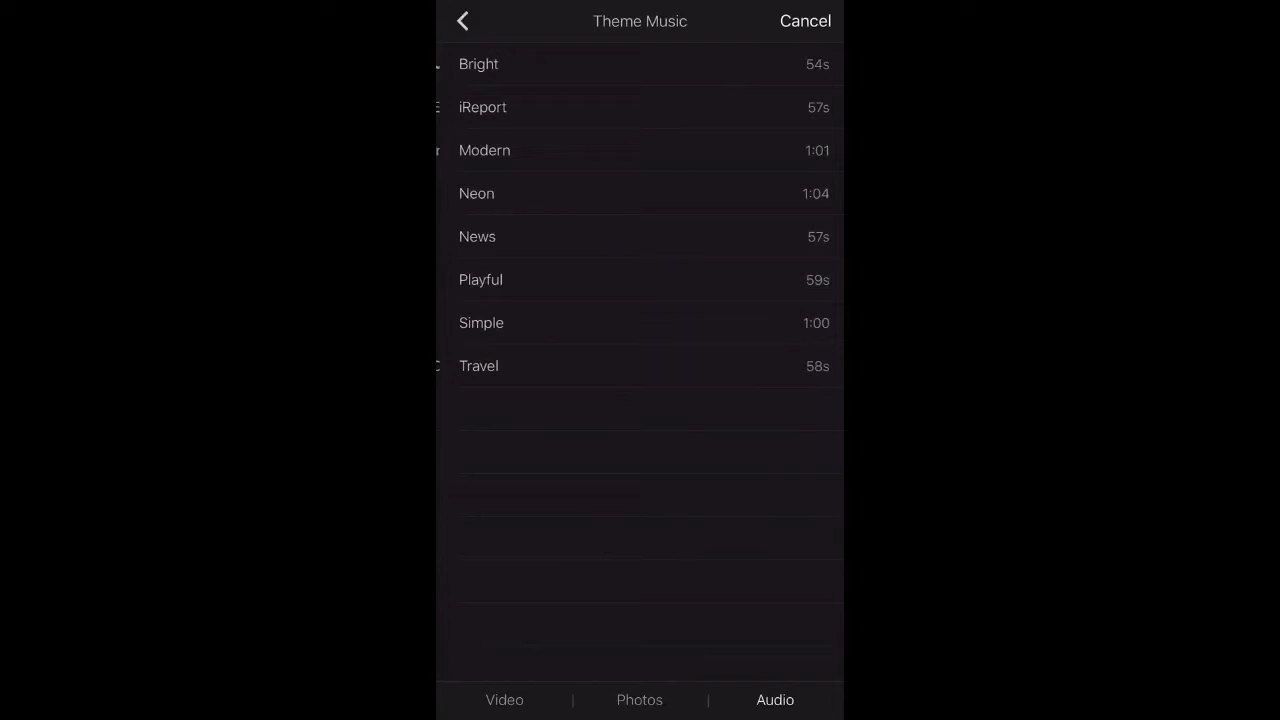 Theme Music Cancel
Bright 54s
iReport 57s
Modern 1:01
Neon 1:04
News 57s
Playful 59s
Simple 1:00
Travel 58s
Video | Photos | Audio